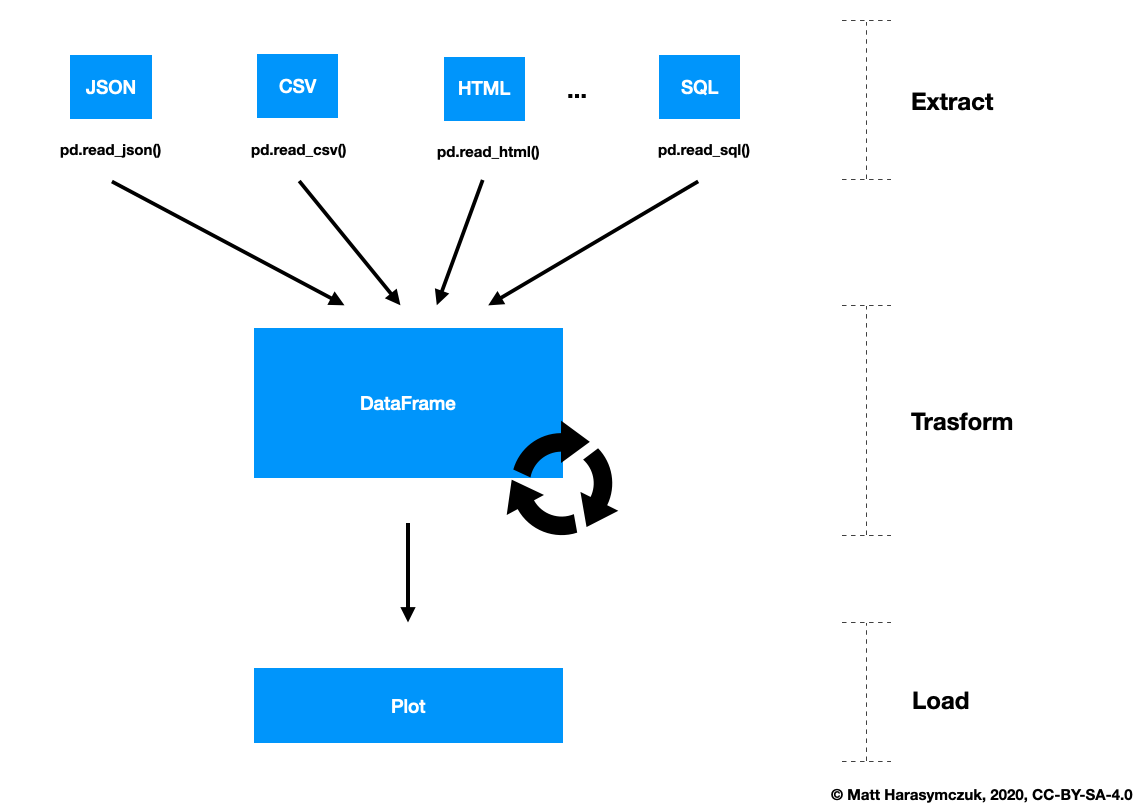 JSON
CSV
HTML
...
SQL
Extract
pd.read_json()
pd.read_csv()
pd.read_html()
pd.read_sql()
DataFrame
Trasform
Plot
Load
© Matt Harasymczuk, 2020, CC-BY-SA-4.0